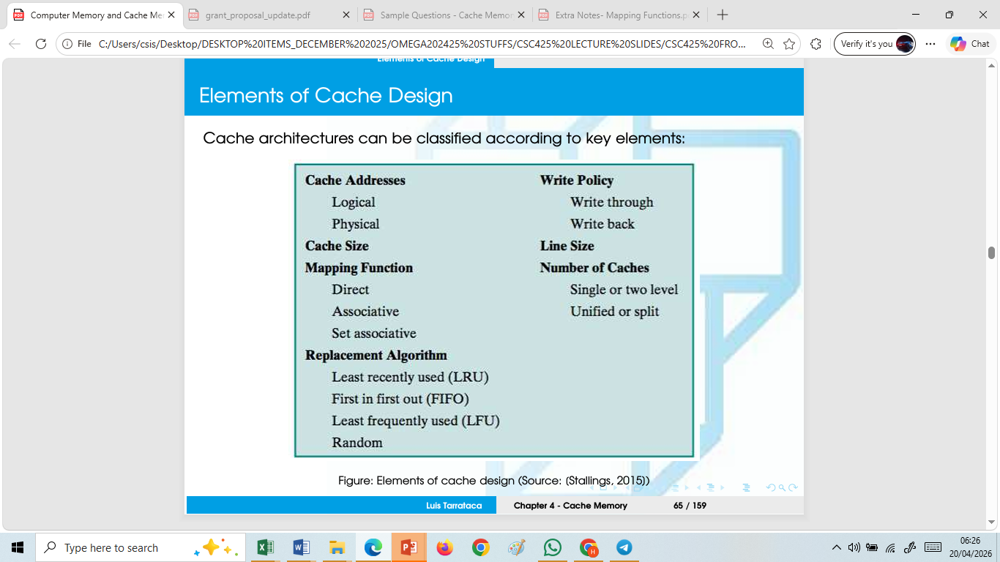 Computer Memory and Cache Me
grant_proposal_update.pdf
Sample Questions - Cache Memor
Extra Notes- Mapping Functions.p
File
C:/Users/csis/Desktop/DESKTOP%20ITEMS_DECEMBER%202025/OMEGA202425%20STUFFS/CSC425%20LECTURE%20SLIDES/CSC425%20FRO...
Verify it's you
Chat
Elements of Cache Design
Elements of Cache Design
Cache architectures can be classified according to key elements:
Cache Addresses
Logical
Physical
Cache Size
Mapping Function
Direct
Associative
Set associative
Replacement Algorithm
Least recently used (LRU)
First in first out (FIFO)
Least frequently used (LFU)
Random
Write Policy
Write through
Write back
Line Size
Number of Caches
Single or two level
Unified or split
Figure: Elements of cache design (Source: [Stallings, 2015])
Luis Tarrataca
Chapter 4 - Cache Memory
65 / 159
Type here to search
06:26
20/04/2026